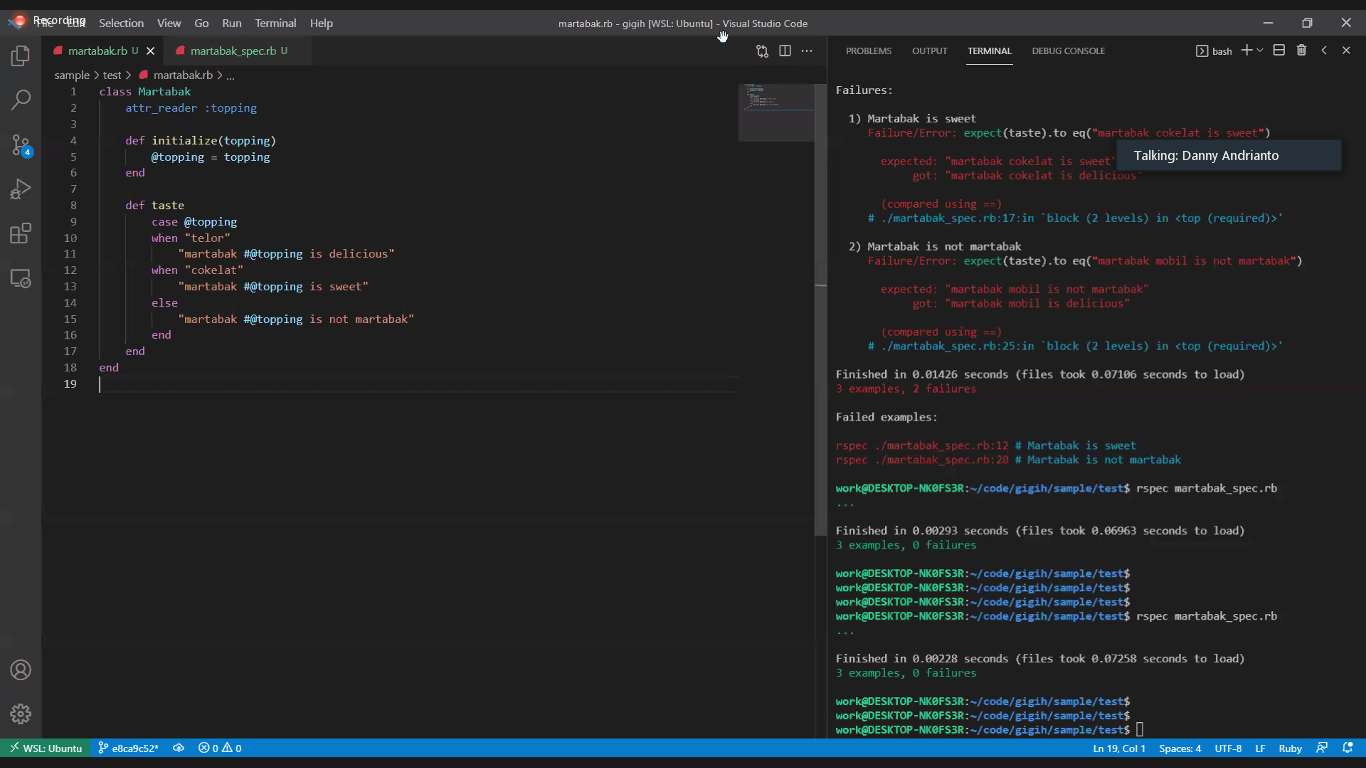 Recording
File Edit Selection View Go Run Terminal Help
martabak.rb - gigih [WSL: Ubuntu] - Visual Studio Code
martabak.rb U
martabak_spec.rb U
sample > test > martabak.rb > ...
1 class Martabak
2 attr_reader :topping
3
4 def initialize(topping)
5 @topping = topping
6 end
7
8 def taste
9 case @topping
10 when "telor"
11 "martabak #@topping is delicious"
12 when "cokelat"
13 "martabak #@topping is sweet"
14 else
15 "martabak #@topping is not martabak"
16 end
17 end
18 end
19
4
PROBLEMS OUTPUT TERMINAL DEBUG CONSOLE
bash
Failures:
1) Martabak is sweet
Failure/Error: expect(taste).to eq("martabak cokelat is sweet")
Talking: Danny Andrianto
expected: "martabak cokelat is sweet"
got: "martabak cokelat is delicious"
(compared using ==)
# ./martabak_spec.rb:17:in `block (2 levels) in <top (required)>'
2) Martabak is not martabak
Failure/Error: expect(taste).to eq("martabak mobil is not martabak")
expected: "martabak mobil is not martabak"
got: "martabak mobil is delicious"
(compared using ==)
# ./martabak_spec.rb:25:in `block (2 levels) in <top (required)>'
Finished in 0.01426 seconds (files took 0.07106 seconds to load)
3 examples, 2 failures
Failed examples:
rspec ./martabak_spec.rb:12 # Martabak is sweet
rspec ./martabak_spec.rb:20 # Martabak is not martabak
work@DESKTOP-NK0FS3R:~/code/gigih/sample/test$ rspec martabak_spec.rb
...
Finished in 0.00293 seconds (files took 0.06963 seconds to load)
3 examples, 0 failures
work@DESKTOP-NK0FS3R:~/code/gigih/sample/test$
work@DESKTOP-NK0FS3R:~/code/gigih/sample/test$
work@DESKTOP-NK0FS3R:~/code/gigih/sample/test$
work@DESKTOP-NK0FS3R:~/code/gigih/sample/test$ rspec martabak_spec.rb
...
Finished in 0.00228 seconds (files took 0.07258 seconds to load)
3 examples, 0 failures
work@DESKTOP-NK0FS3R:~/code/gigih/sample/test$
work@DESKTOP-NK0FS3R:~/code/gigih/sample/test$
work@DESKTOP-NK0FS3R:~/code/gigih/sample/test$
WSL: Ubuntu e8ca9c52* 0 0 Ln 19, Col 1 Spaces: 4 UTF-8 LF Ruby